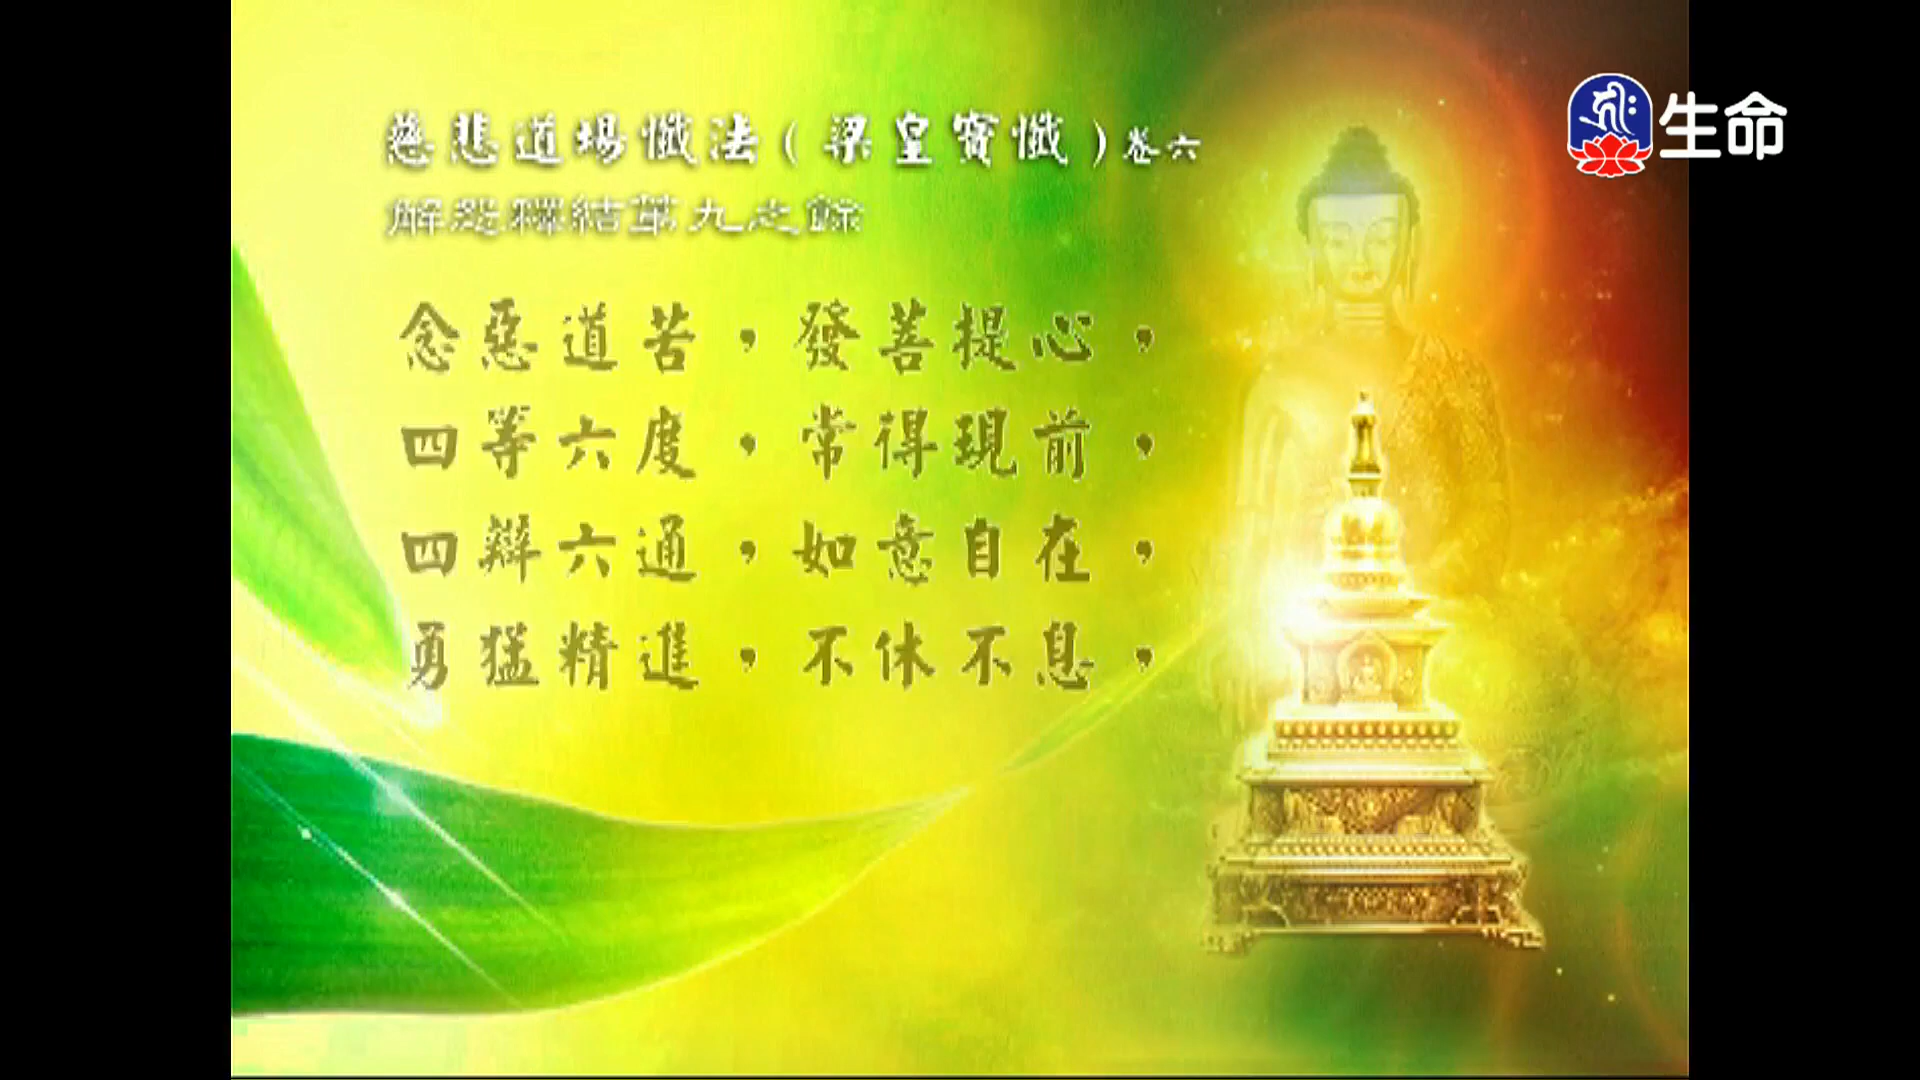 慈悲道場懺法(梁皇寶懺)卷六
解怨釋結第九之餘
念惡道苦，發菩提心，
四等六度，常得現前，
四辯六通，如意自在，
勇猛精進，不休不息，
生命